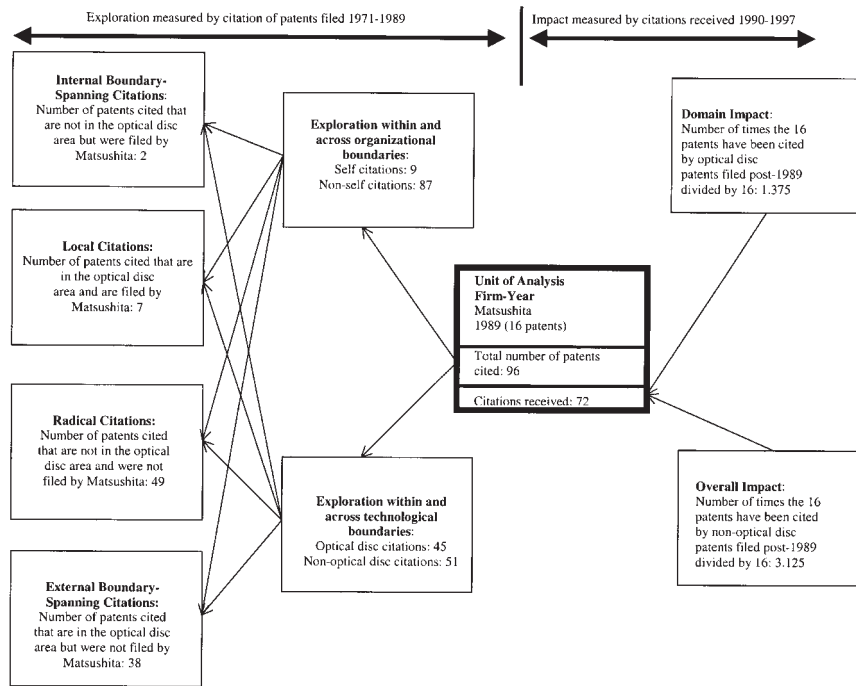 Exploration measured by citation of patents filed 1971-1989
Impact measured by citations received 1990-1997
Internal Boundary-
Spanning Citations:
Number of patents cited that
are not in the optical disc
area but were filed by
Matsushita: 2
Local Citations:
Number of patents cited that are
in the optical disc
area and are filed by
Matsushita: 7
Radical Citations:
Number of patents cited
that are not in the optical
disc area and were not
filed by Matsushita: 49
External Boundary-
Spanning Citations:
Number of patents cited
that are in the optical disc
area but were not filed by
Matsushita: 38
Exploration within and
across organizational
boundaries:
Self citations: 9
Non-self citations: 87
Exploration within and
across technological
boundaries:
Optical disc citations: 45
Non-optical disc citations: 51
Unit of Analysis
Firm-Year
Matsushita
1989 (16 patents)
Total number of patents
cited: 96
Citations received: 72
Domain Impact:
Number of times the 16
patents have been cited
by optical disc
patents filed post-1989
divided by 16: 1.375
Overall Impact:
Number of times the 16
patents have been cited
by non-optical disc
patents filed post-1989
divided by 16: 3.125